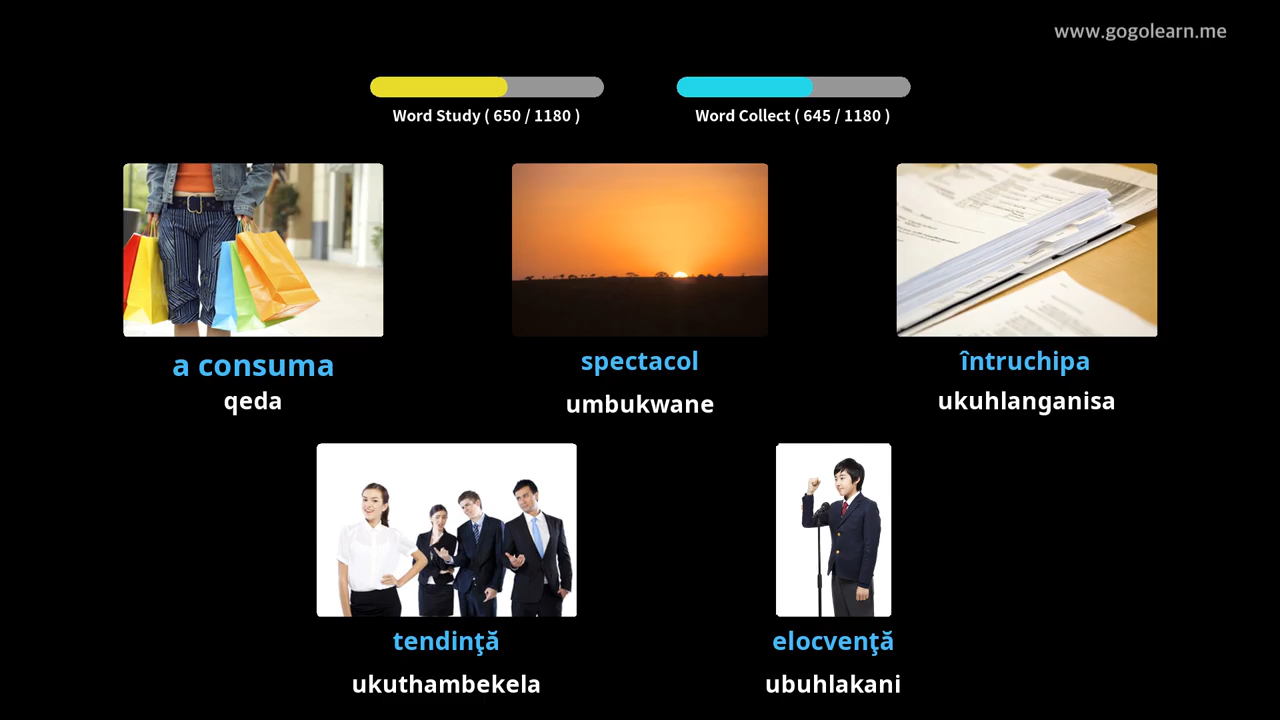 www.gogolearn.me
Word Study ( 650 / 1180 )
Word Collect ( 645 / 1180 )
a consuma
qeda
spectacol
umbukwane
întruchipa
ukuhlanganisa
tendinţă
ukuthambekela
elocvenţă
ubuhlakani